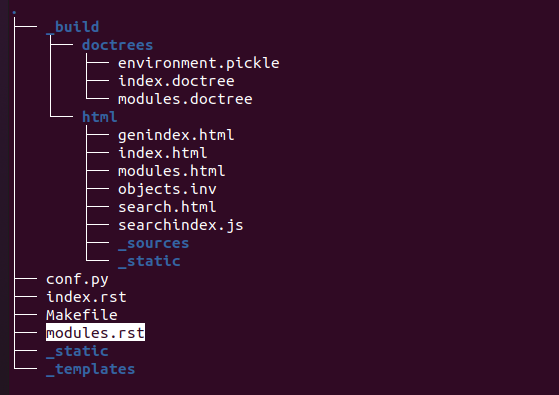 .
├── _build
│   ├── doctrees
│   │   ├── environment.pickle
│   │   ├── index.doctree
│   │   └── modules.doctree
│   └── html
│       ├── genindex.html
│       ├── index.html
│       ├── modules.html
│       ├── objects.inv
│       ├── search.html
│       ├── searchindex.js
│       ├── _sources
│       └── _static
├── conf.py
├── index.rst
├── Makefile
├── modules.rst
├── _static
└── _templates